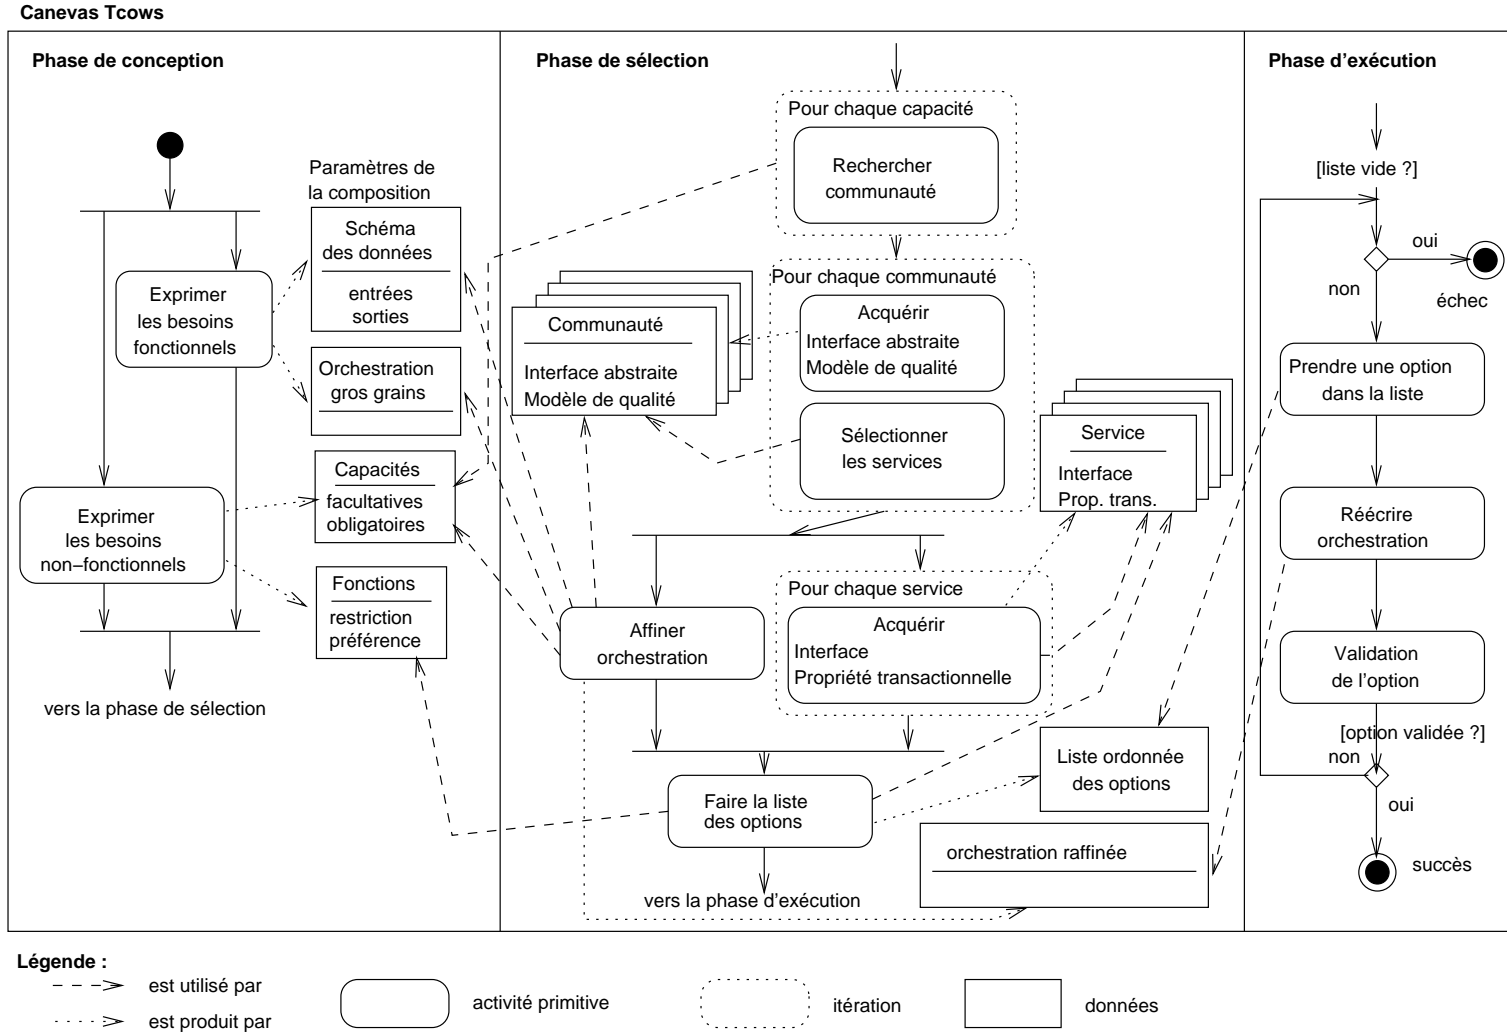 Canevas Tcows
Phase de conception
Paramètres de
la composition
Schéma
des données
entrées
sorties
Exprimer
les besoins
fonctionnels
Orchestration
gros grains
Capacités
facultatives
obligatoires
Exprimer
les besoins
non−fonctionnels
Fonctions
restriction
préférence
vers la phase de sélection
Phase de sélection
Pour chaque capacité
Rechercher
communauté
Pour chaque communauté
Acquérir
Interface abstraite
Modèle de qualité
Communauté
Interface abstraite
Modèle de qualité
Sélectionner
les services
Service
Interface
Prop. trans.
Pour chaque service
Acquérir
Interface
Propriété transactionnelle
Affiner
orchestration
Faire la liste
des options
Liste ordonnée
des options
orchestration raffinée
vers la phase d'exécution
Phase d'exécution
[liste vide ?]
oui
non
échec
Prendre une option
dans la liste
Réécrire
orchestration
Validation
de l'option
[option validée ?]
non
oui
succès
Légende :
est utilisé par
est produit par
activité primitive
itération
données